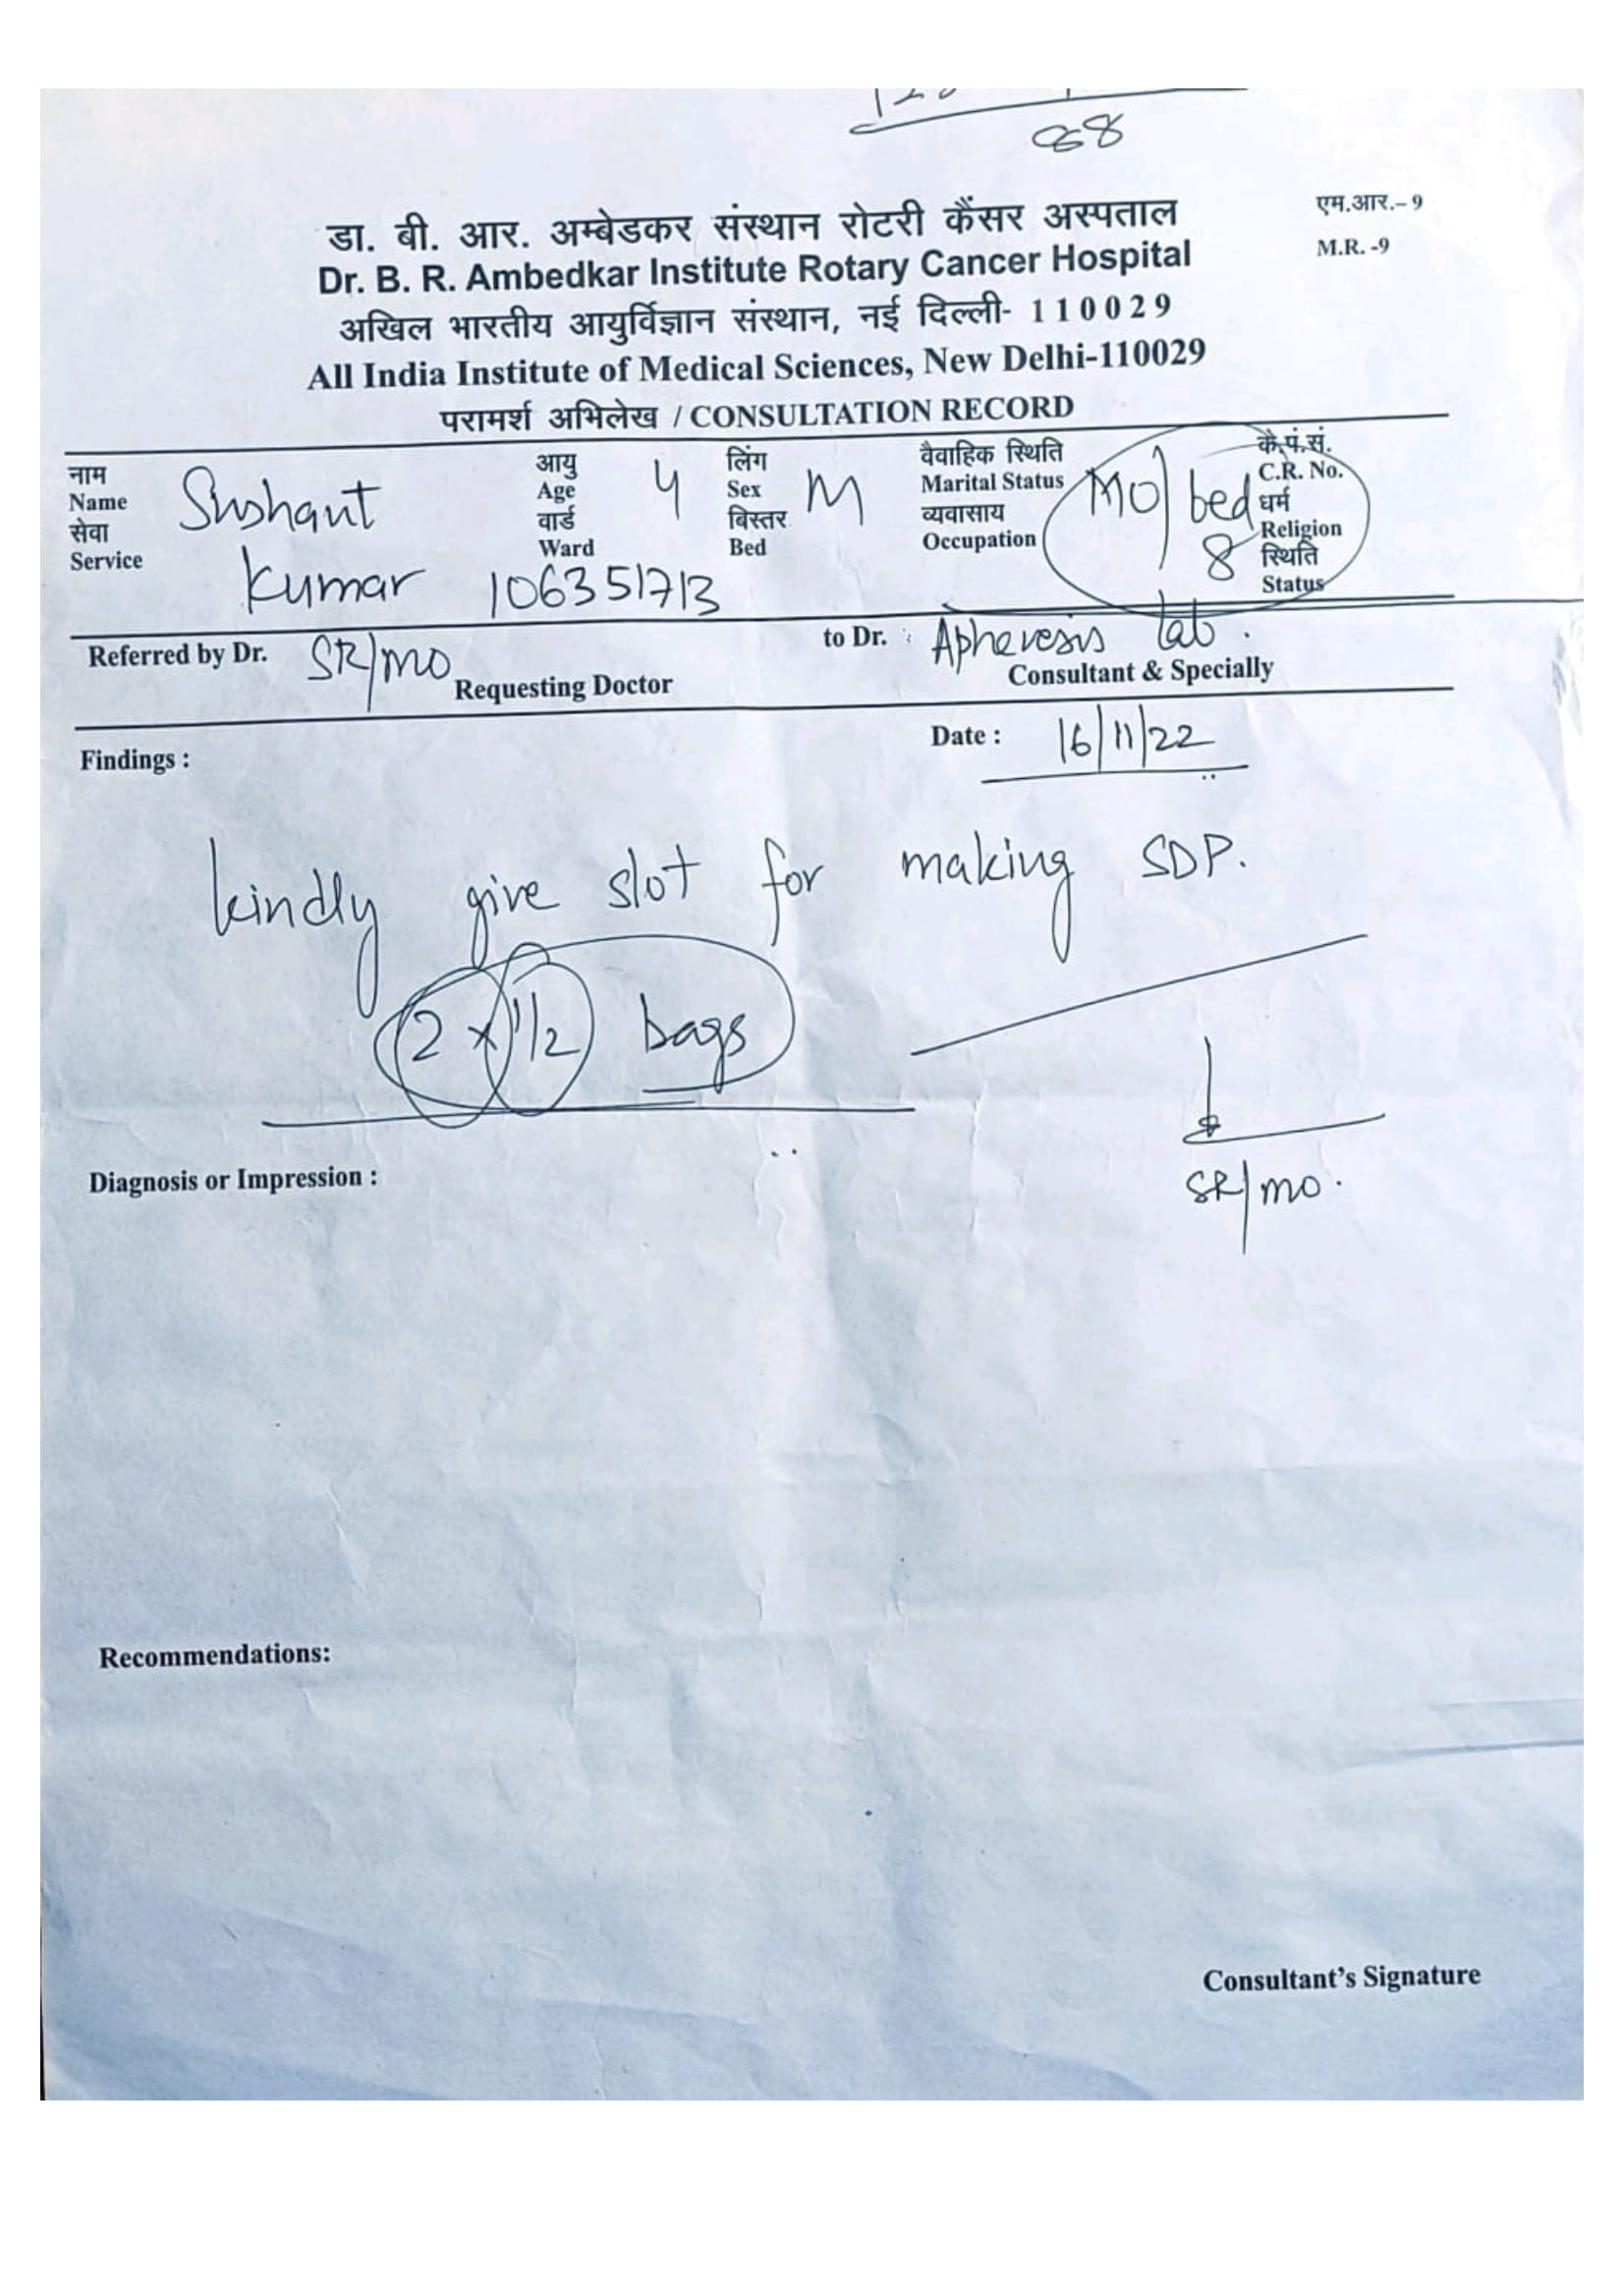 68
डा. बी. आर. अम्बेडकर संस्थान रोटरी कैंसर अस्पताल
एम.आर.- 9
Dr. B. R. Ambedkar Institute Rotary Cancer Hospital
M.R. -9
अखिल भारतीय आयुर्विज्ञान संस्थान, नई दिल्ली- 110029
All India Institute of Medical Sciences, New Delhi-110029
परामर्श अभिलेख / CONSULTATION RECORD
नाम आयु लिंग वैवाहिक स्थिति के.पं.सं.
Name Shshant Age 4 Sex M Marital Status MO/bed C.R. No.
सेवा वार्ड बिस्तर व्यवासाय धर्म
Service Ward Bed Occupation Religion
Kumar 106351713 8 स्थिति
Status
Referred by Dr. SR/MO to Dr. : Apheresis lab.
Requesting Doctor Consultant & Specially
Findings : Date : 16/11/22
kindly give slot for making SDP.
2 x 1/2 bags
SR/MO.
Diagnosis or Impression :
Recommendations:
Consultant's Signature